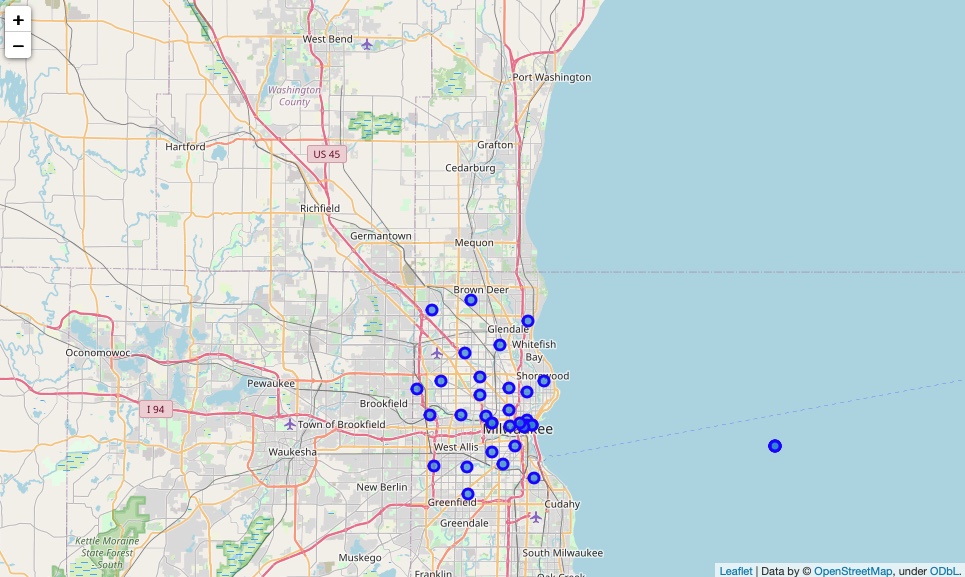 +
−
West Bend
Port Washington
Washington
County
Hartford
US 45
Grafton
Cedarburg
Richfield
Germantown
Mequon
Brown Deer
Glendale
Whitefish
Bay
Oconomowoc
Shorewood
Pewaukee
Brookfield
I 94
Town of Brookfield
Milwaukee
West Allis
Waukesha
New Berlin
Greenfield
Cudahy
Greendale
Kettle Moraine
State Forest
South
Muskego
South Milwaukee
Franklin
Oak Creek
Leaflet | Data by © OpenStreetMap, under ODbL.